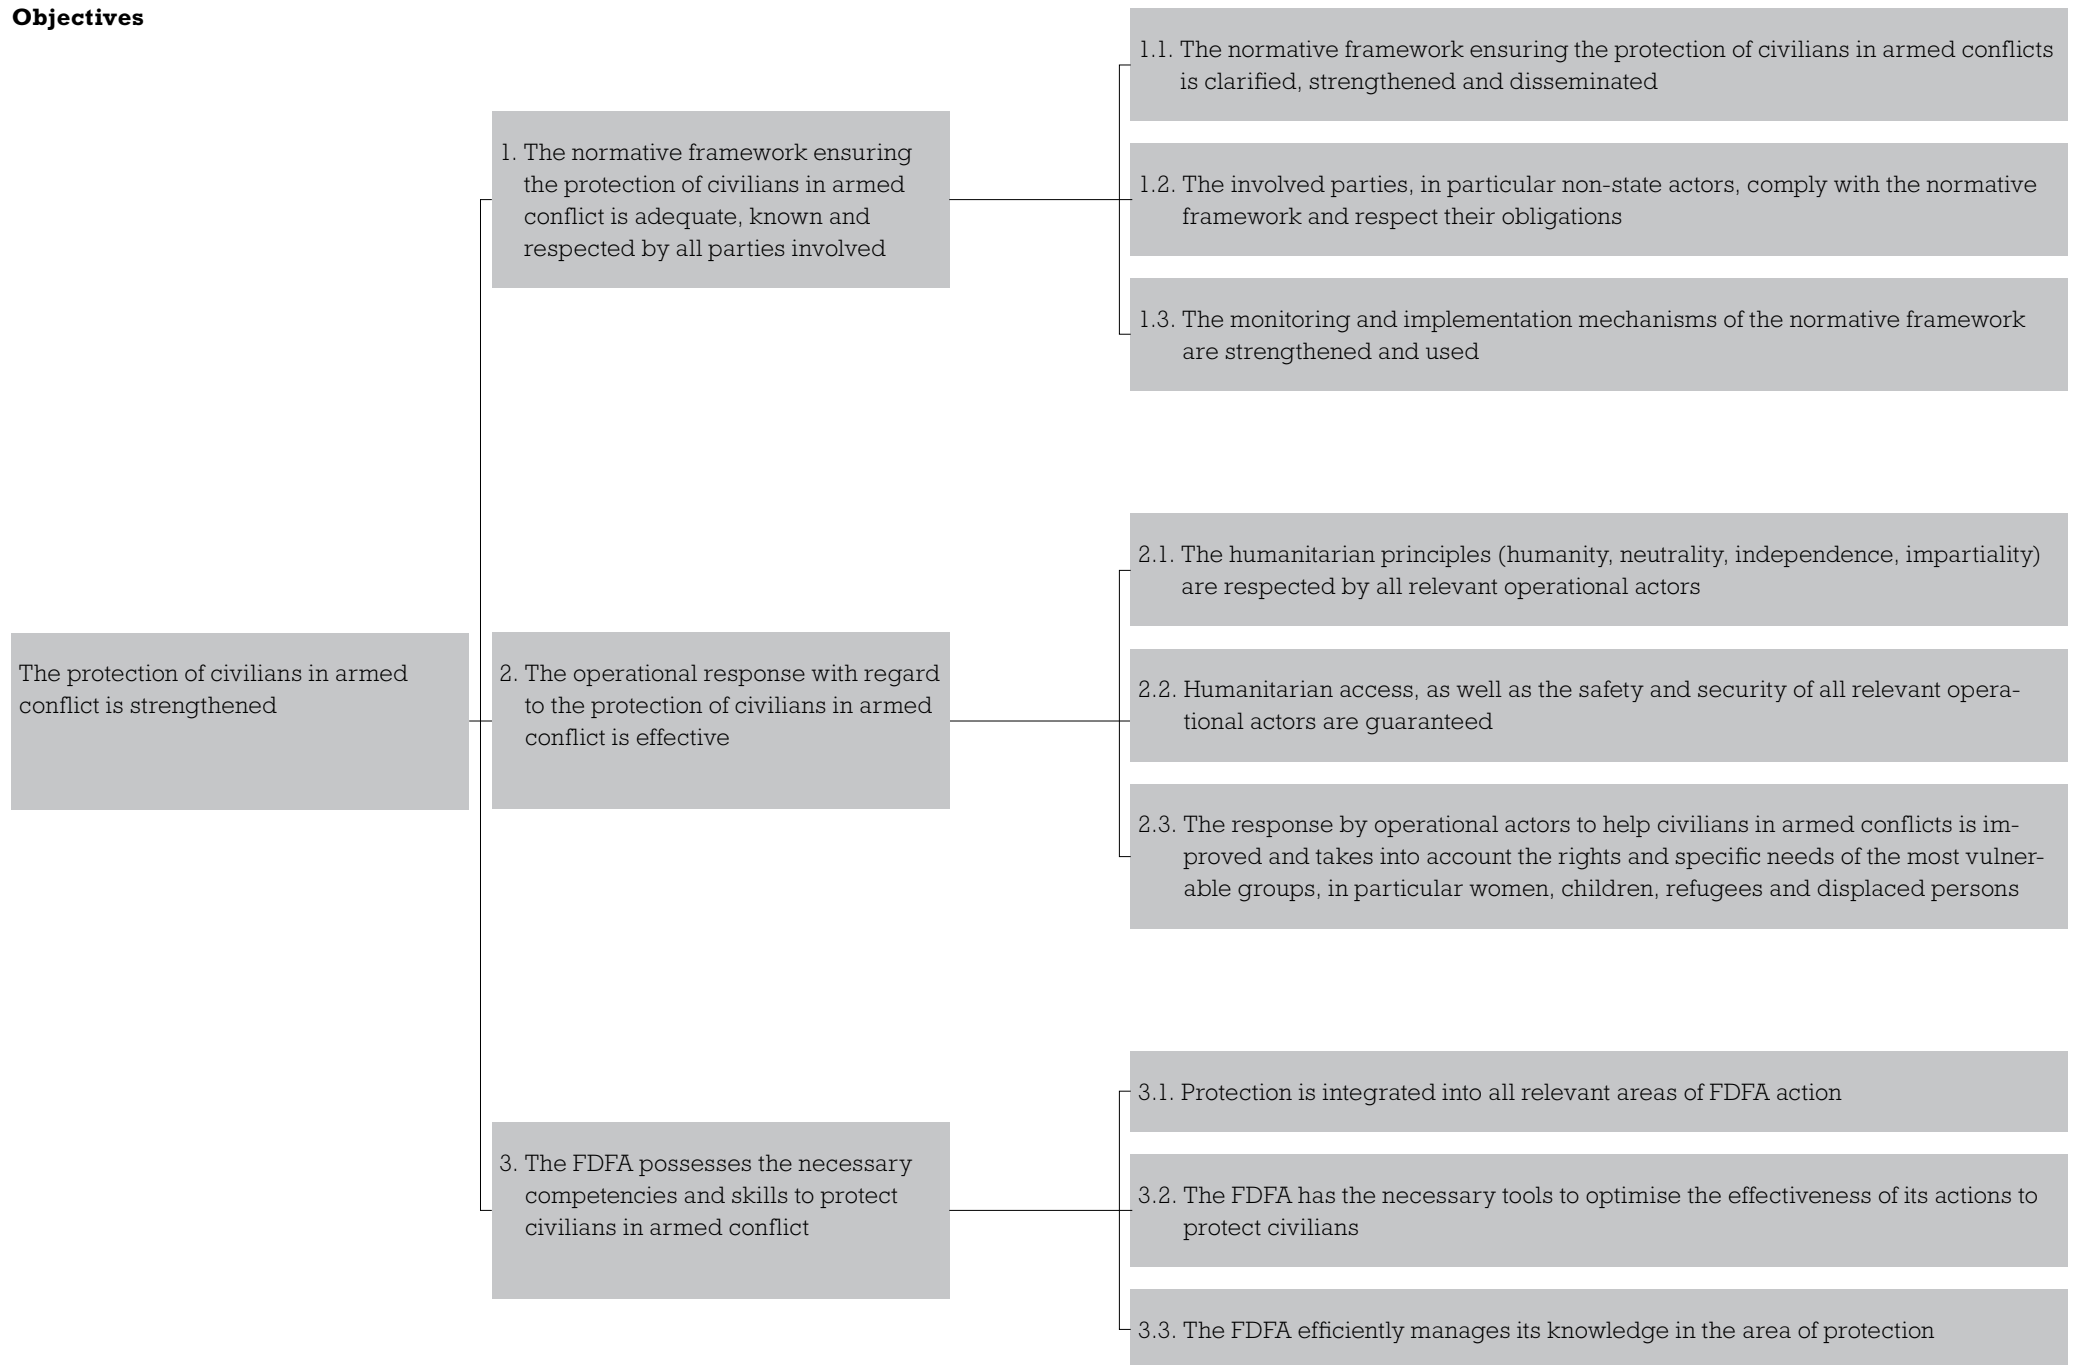 Objectives
The protection of civilians in armed
conflict is strengthened
1. The normative framework ensuring
the protection of civilians in armed
conflict is adequate, known and
respected by all parties involved
1.1. The normative framework ensuring the protection of civilians in armed conflicts
is clarified, strengthened and disseminated
1.2. The involved parties, in particular non-state actors, comply with the normative
framework and respect their obligations
1.3. The monitoring and implementation mechanisms of the normative framework
are strengthened and used
2. The operational response with regard
to the protection of civilians in armed
conflict is effective
2.1. The humanitarian principles (humanity, neutrality, independence, impartiality)
are respected by all relevant operational actors
2.2. Humanitarian access, as well as the safety and security of all relevant opera-
tional actors are guaranteed
2.3. The response by operational actors to help civilians in armed conflicts is im-
proved and takes into account the rights and specific needs of the most vulner-
able groups, in particular women, children, refugees and displaced persons
3. The FDFA possesses the necessary
competencies and skills to protect
civilians in armed conflict
3.1. Protection is integrated into all relevant areas of FDFA action
3.2. The FDFA has the necessary tools to optimise the effectiveness of its actions to
protect civilians
3.3. The FDFA efficiently manages its knowledge in the area of protection